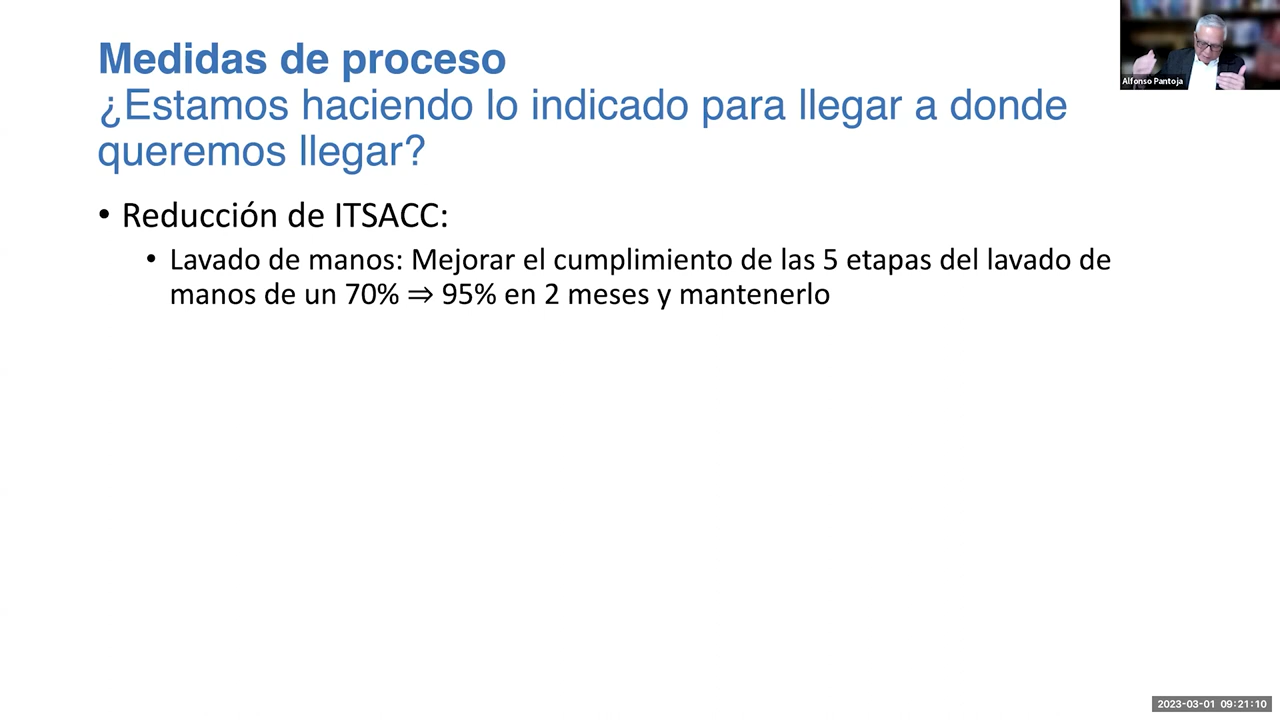 Medidas de proceso
¿Estamos haciendo lo indicado para llegar a donde
queremos llegar?
• Reducción de ITSACC:
• Lavado de manos: Mejorar el cumplimiento de las 5 etapas del lavado de
manos de un 70% ⇒ 95% en 2 meses y mantenerlo
Alfonso Pantoja
2023-03-01 09:21:10